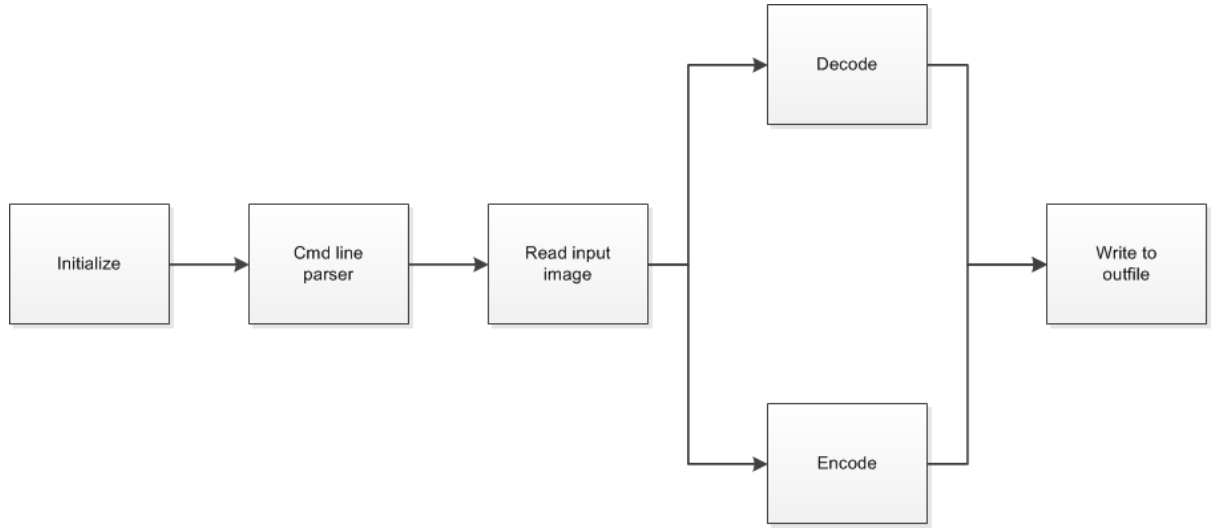 Initialize
Cmd line
parser
Read input
image
Decode
Encode
Write to
outfile